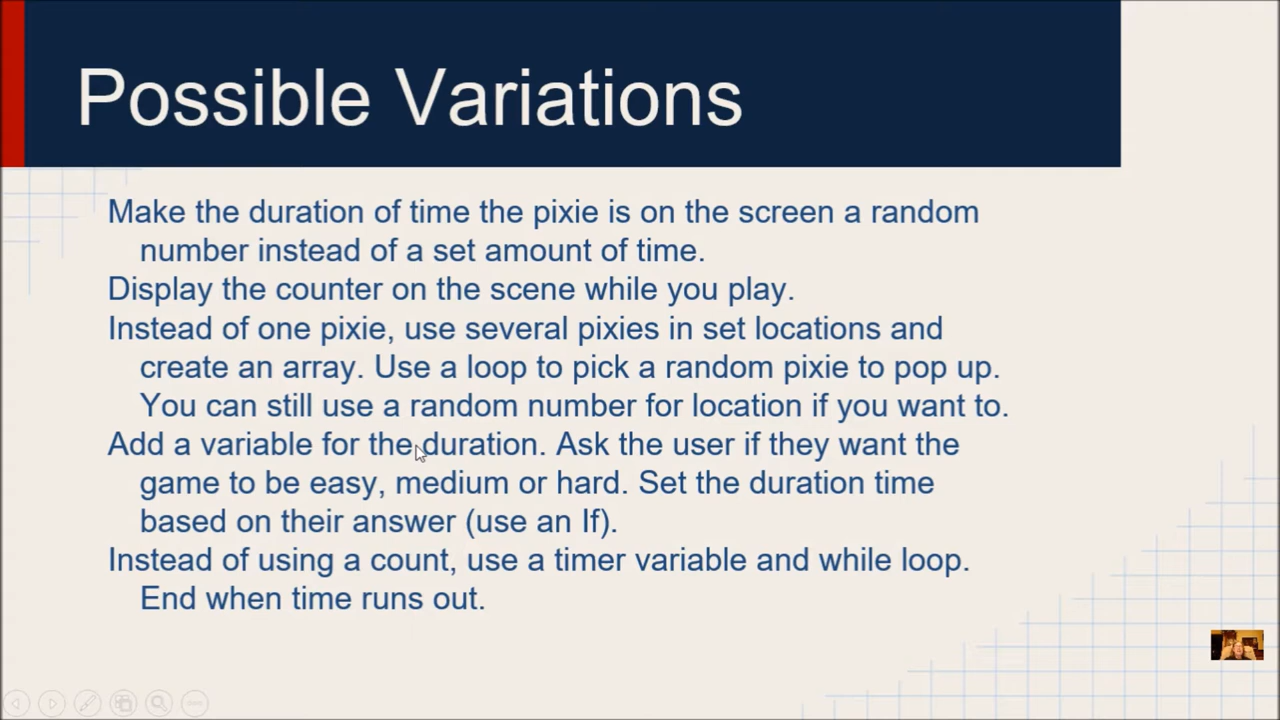 Possible Variations
Make the duration of time the pixie is on the screen a random
number instead of a set amount of time.
Display the counter on the scene while you play.
Instead of one pixie, use several pixies in set locations and
create an array. Use a loop to pick a random pixie to pop up.
You can still use a random number for location if you want to.
Add a variable for the duration. Ask the user if they want the
game to be easy, medium or hard. Set the duration time
based on their answer (use an If).
Instead of using a count, use a timer variable and while loop.
End when time runs out.